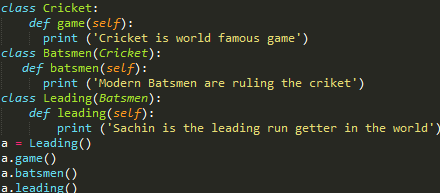 class Cricket:
    def game(self):
        print ('Cricket is world famous game')
class Batsmen(Cricket):
   def batsmen(self):
        print ('Modern Batsmen are ruling the criket')
class Leading(Batsmen):
    def leading(self):
        print ('Sachin is the leading run getter in the world')
a = Leading()
a.game()
a.batsmen()
a.leading()